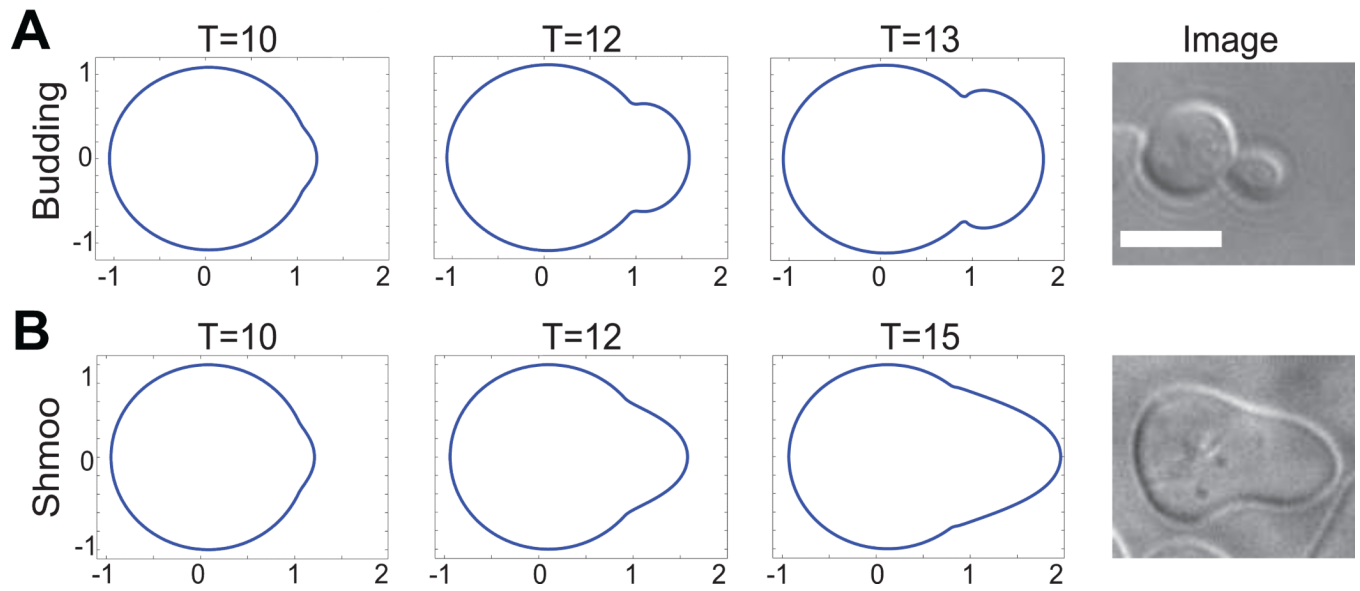 A
T=10 T=12 T=13 Image
Budding
1
0
-1
-1 0 1 2 -1 0 1 2 -1 0 1 2
B
T=10 T=12 T=15
Shmoo
1
0
-1
-1 0 1 2 -1 0 1 2 -1 0 1 2